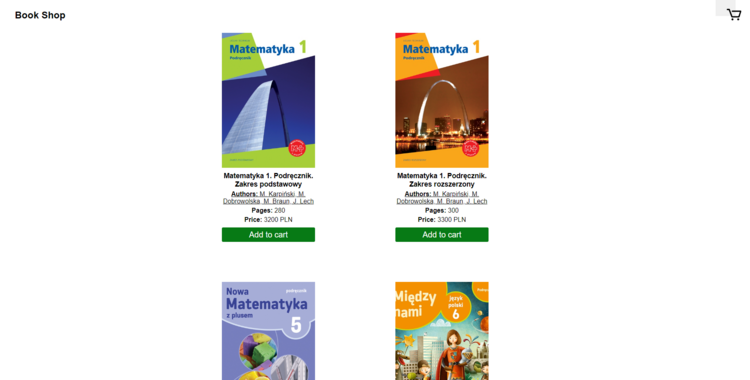 Book Shop
Matematyka 1
Podręcznik
Matematyka 1
Podręcznik
Matematyka 1. Podręcznik.
Zakres podstawowy
Authors: M. Karpiński, M.
Dobrowolska, M. Braun, J. Lech
Pages: 280
Price: 3200 PLN
Add to cart
Matematyka 1. Podręcznik.
Zakres rozszerzony
Authors: M. Karpiński, M.
Dobrowolska, M. Braun, J. Lech
Pages: 300
Price: 3300 PLN
Add to cart
Nowa
podręcznik
Matematyka
z plusem
5
Między
nami
język
polski
6